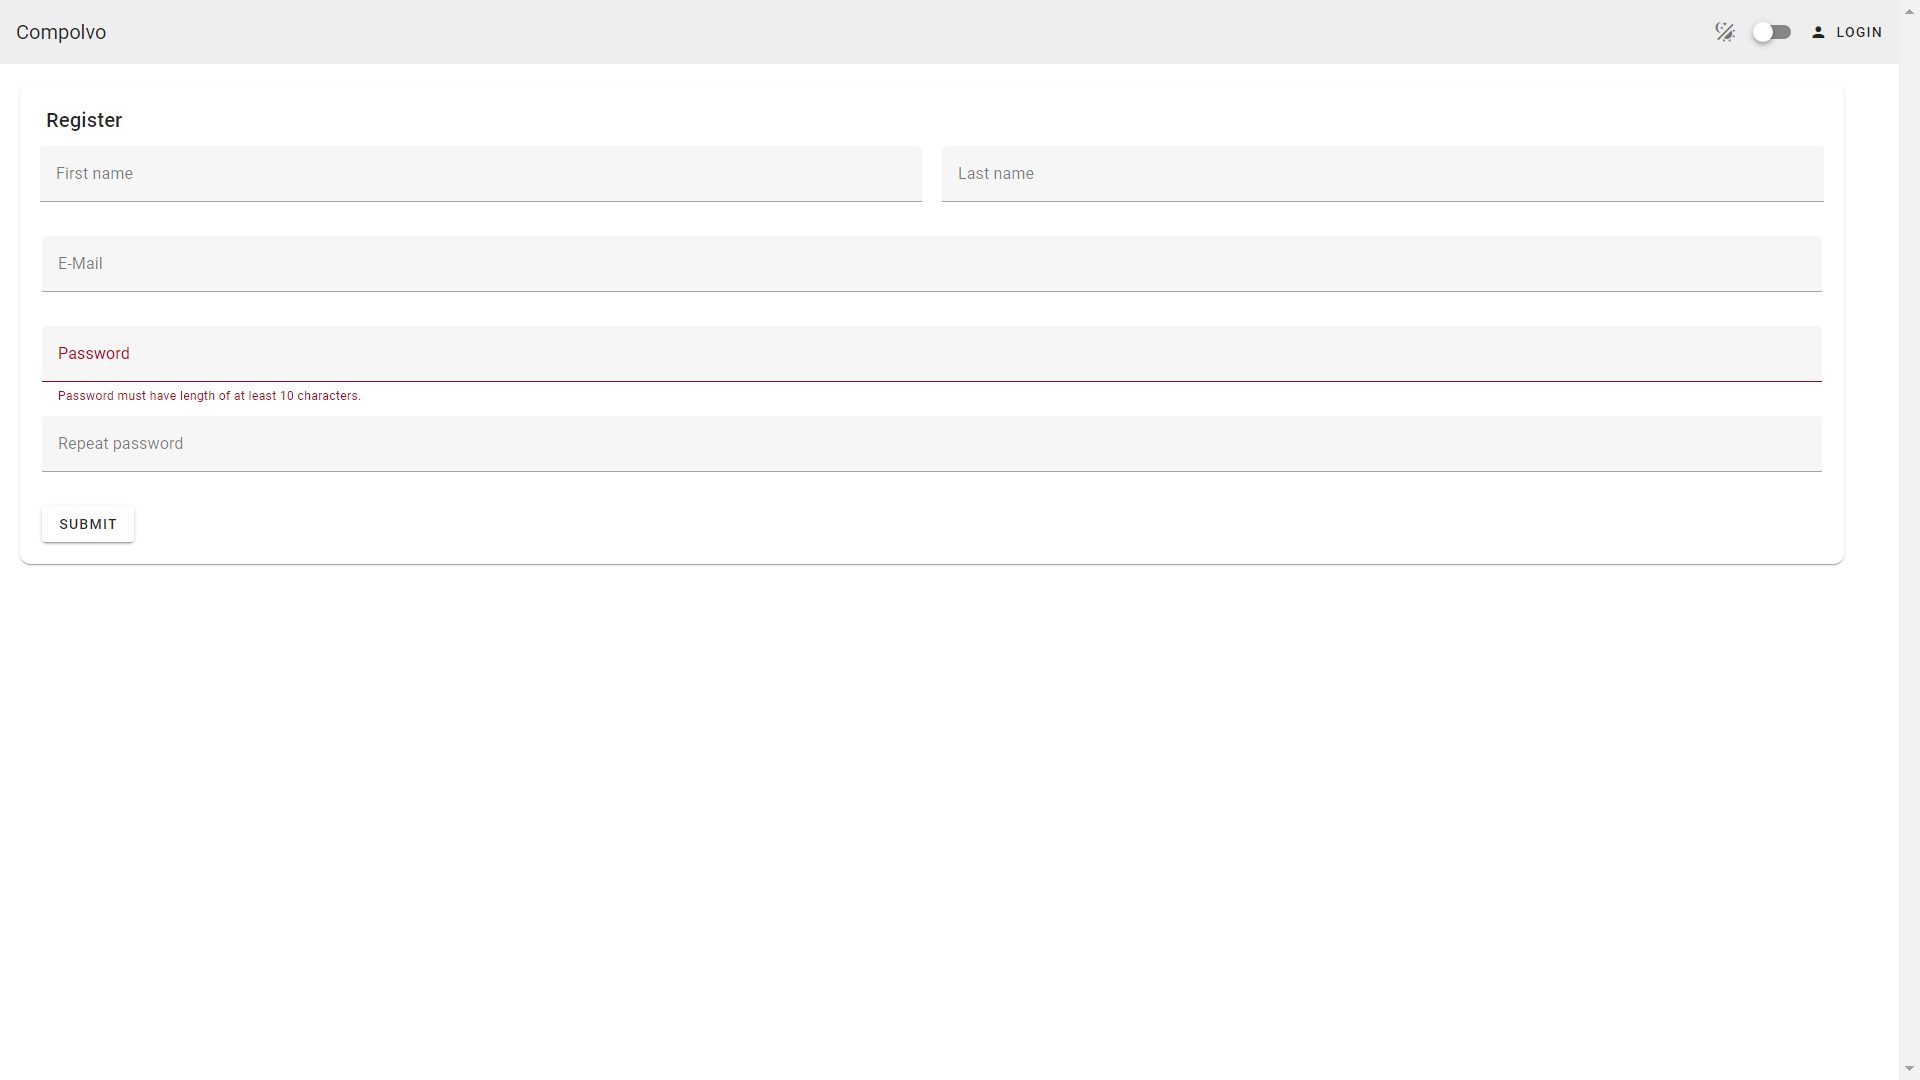 Compolvo
LOGIN
Register
First name
Last name
E-Mail
Password
Password must have length of at least 10 characters.
Repeat password
SUBMIT